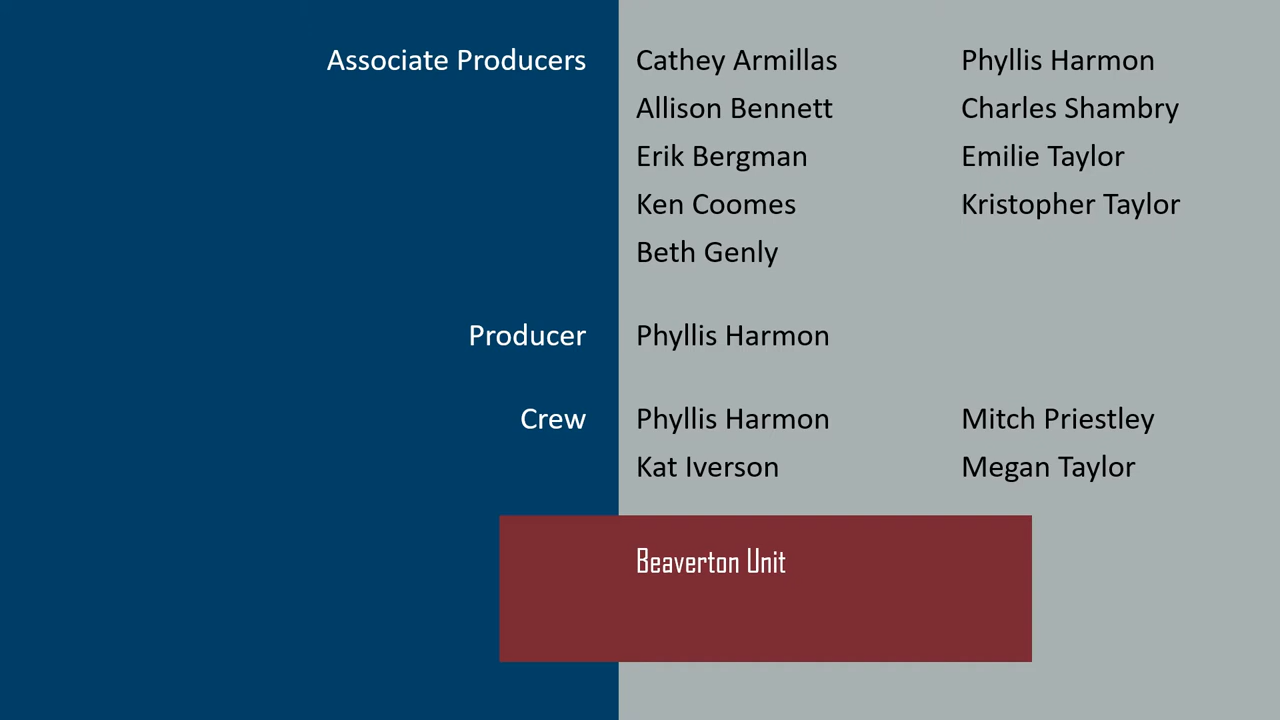 Associate Producers Cathey Armillas Phyllis Harmon
Allison Bennett Charles Shambry
Erik Bergman Emilie Taylor
Ken Coomes Kristopher Taylor
Beth Genly
Producer Phyllis Harmon
Crew Phyllis Harmon Mitch Priestley
Kat Iverson Megan Taylor
Beaverton Unit